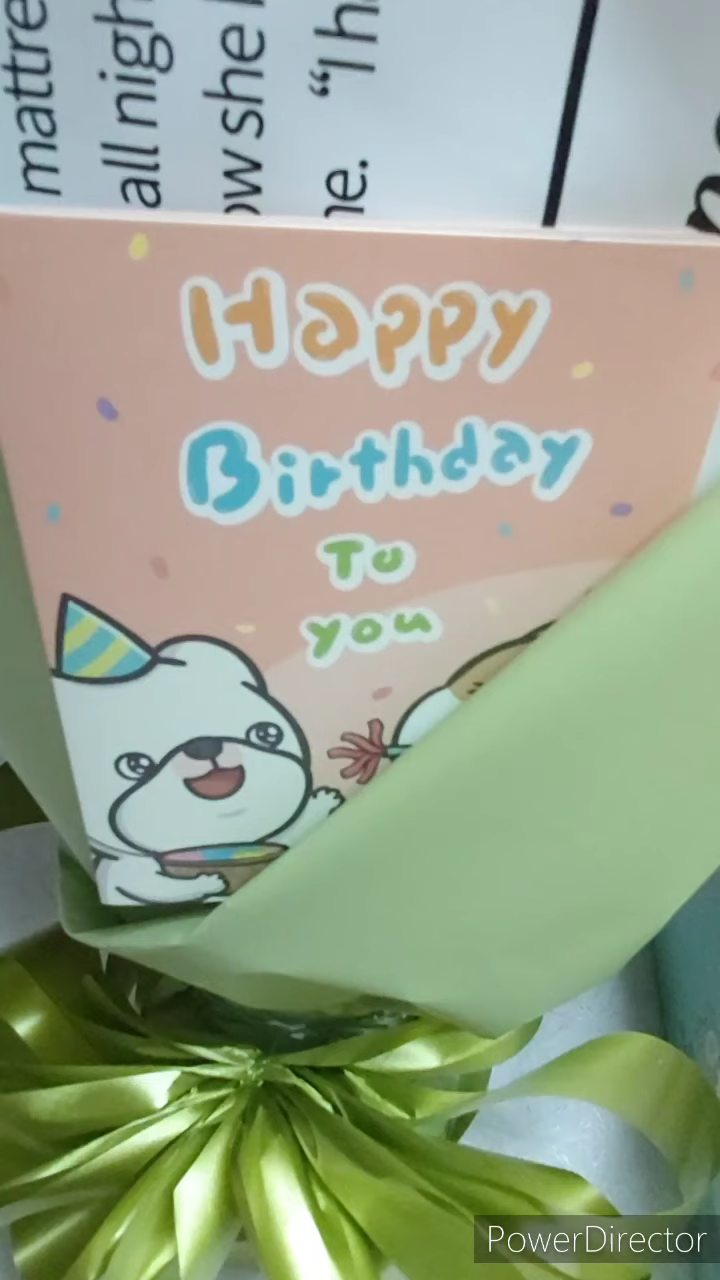 mattre
all nigh
ow she
"I h
ne.
Happy
Birthday
To
you
PowerDirector